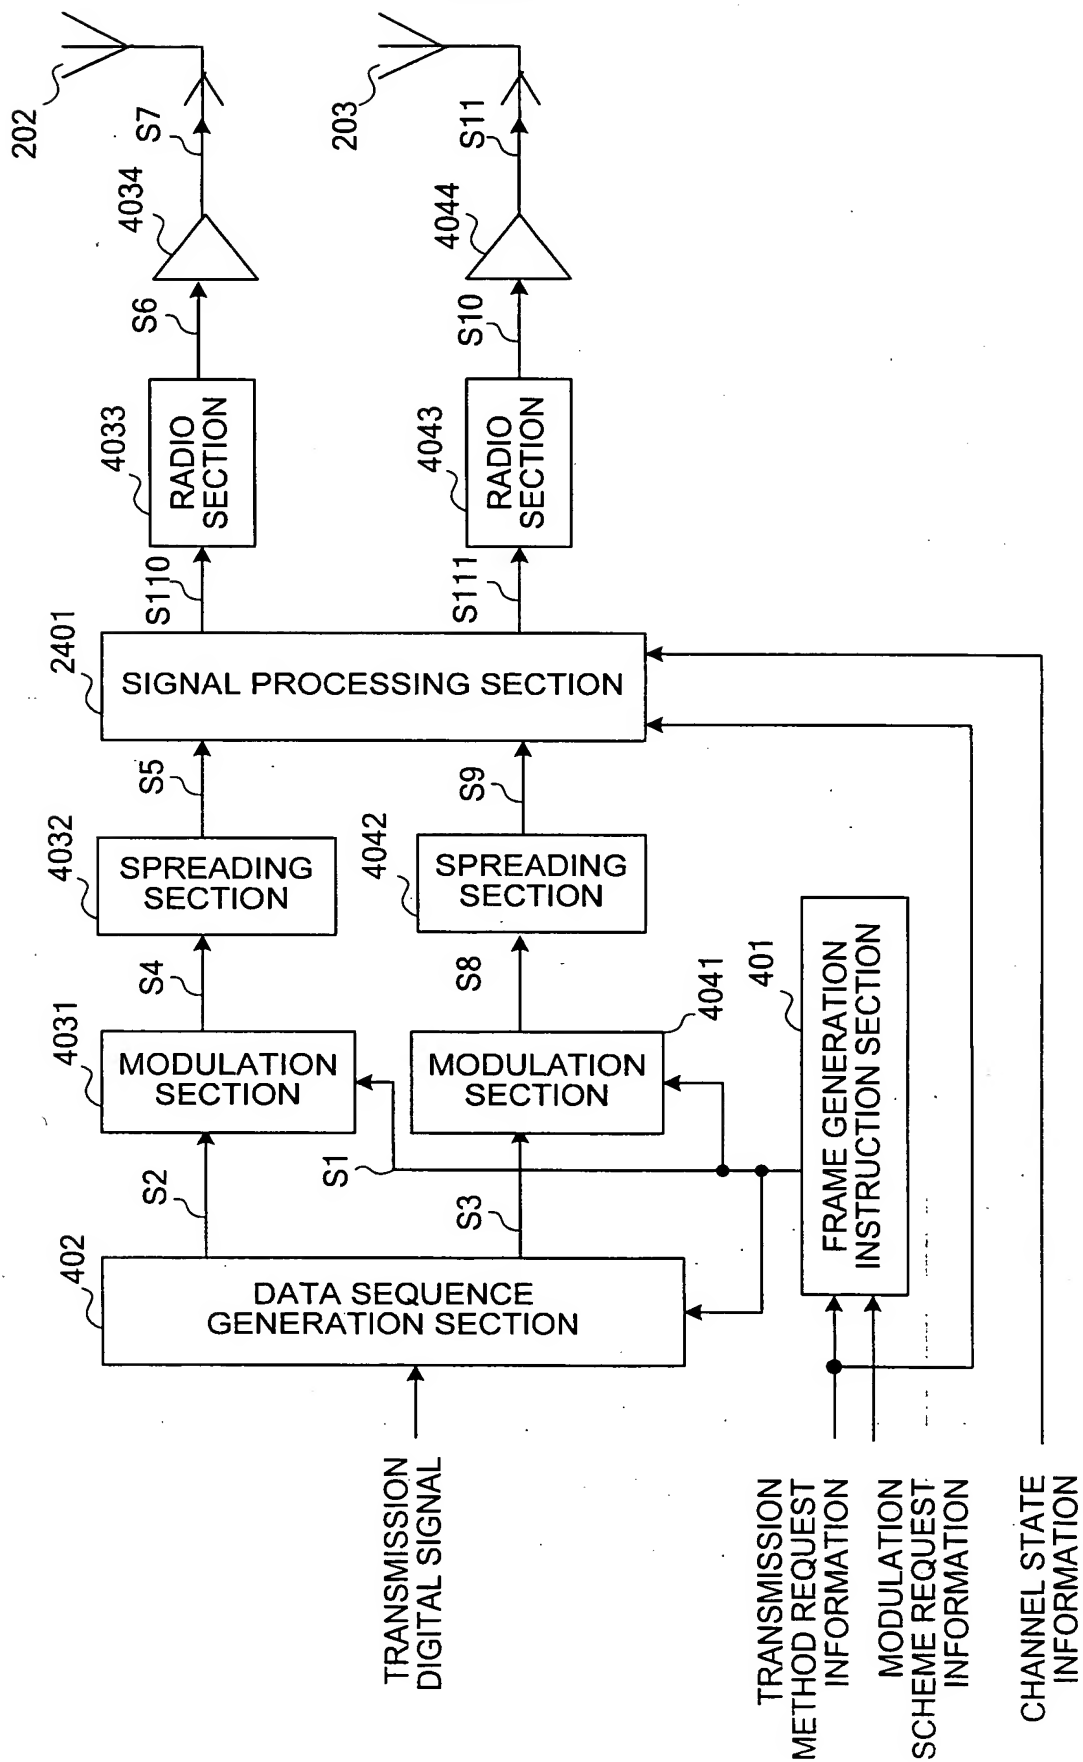 202
S7
4034
S6
4033
RADIO
SECTION
S110
2401
SIGNAL PROCESSING SECTION
S5
4032
SPREADING
SECTION
S4
4031
MODULATION
SECTION
S2
402
DATA SEQUENCE
GENERATION SECTION
TRANSMISSION
DIGITAL SIGNAL
203
S11
4044
S10
4043
RADIO
SECTION
S111
S9
4042
SPREADING
SECTION
S8
4041
MODULATION
SECTION
S1
S3
401
FRAME GENERATION
INSTRUCTION SECTION
TRANSMISSION
METHOD REQUEST
INFORMATION
MODULATION
SCHEME REQUEST
INFORMATION
CHANNEL STATE
INFORMATION